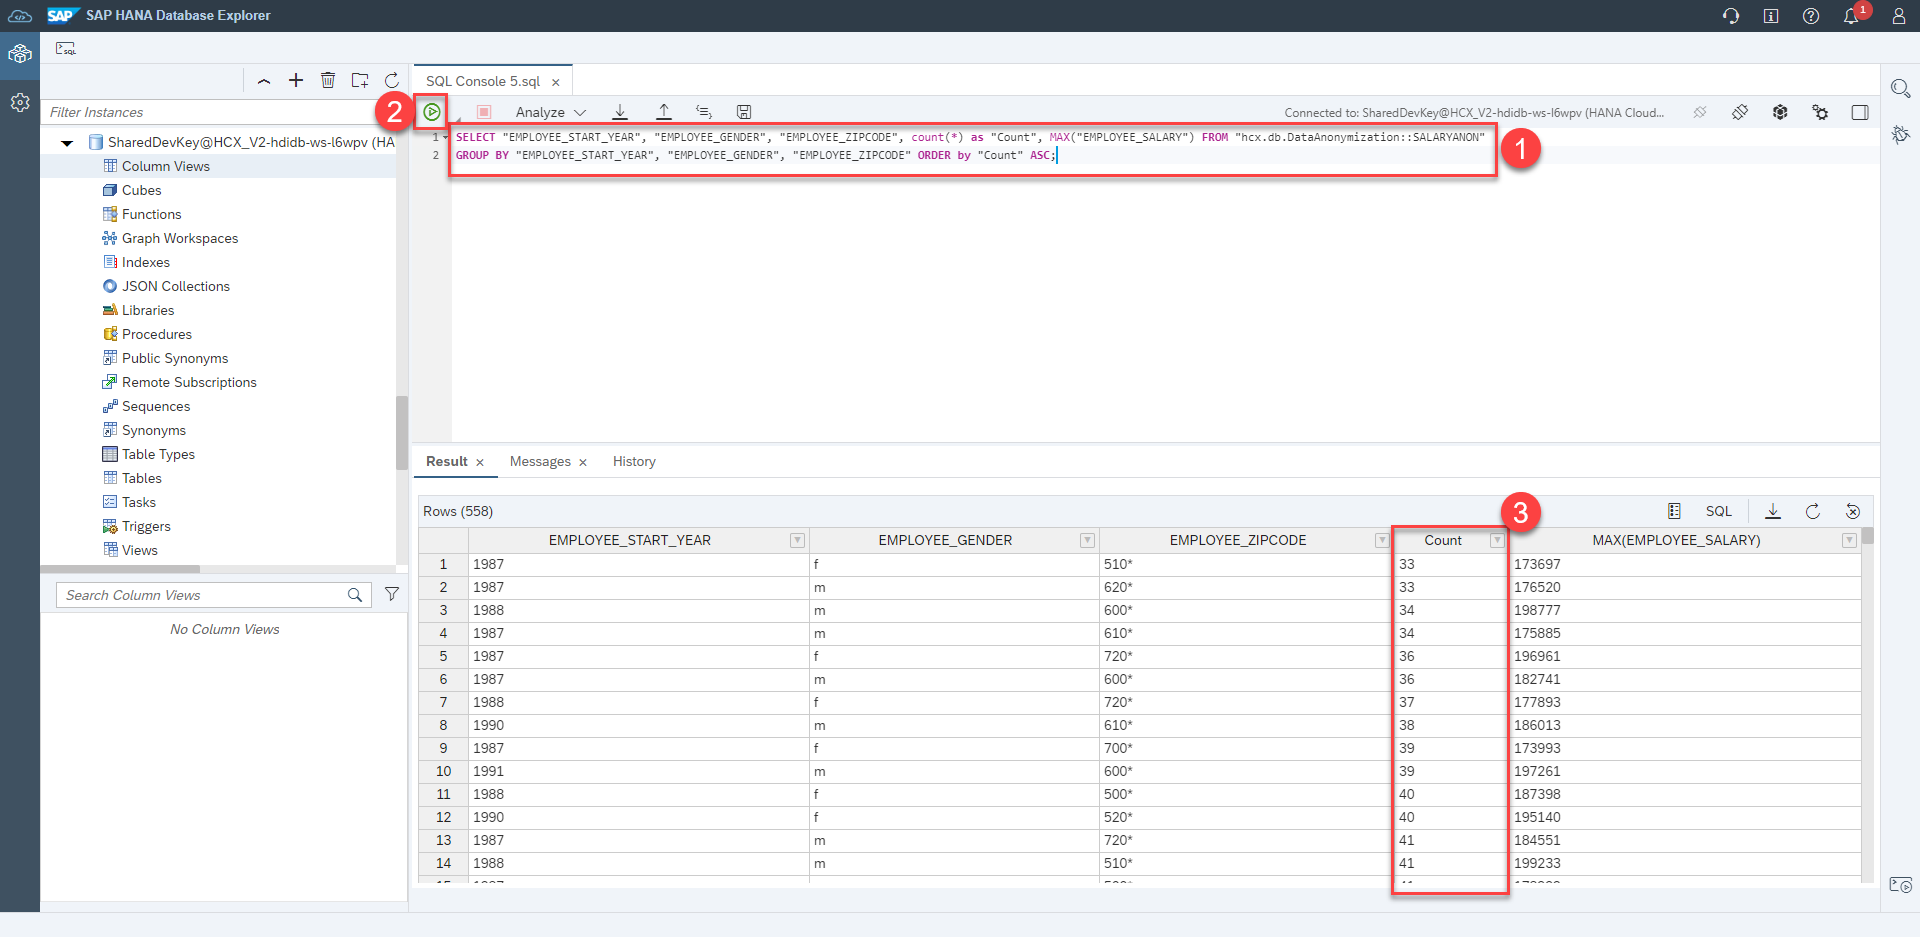 SAP SAP HANA Database Explorer
1
SQL
SQL Console 5.sql ×
Filter Instances
2
Analyze
Connected to: SharedDevKey@HCX_V2-hdidb-ws-l6wpv (HANA Cloud...
SharedDevKey@HCX_V2-hdidb-ws-l6wpv (HA
Column Views
Cubes
Functions
Graph Workspaces
Indexes
JSON Collections
Libraries
Procedures
Public Synonyms
Remote Subscriptions
Sequences
Synonyms
Table Types
Tables
Tasks
Triggers
Views
Search Column Views
No Column Views
1 SELECT "EMPLOYEE_START_YEAR", "EMPLOYEE_GENDER", "EMPLOYEE_ZIPCODE", count(*) as "Count", MAX("EMPLOYEE_SALARY") FROM "hcx.db.DataAnonymization::SALARYANON"
2 GROUP BY "EMPLOYEE_START_YEAR", "EMPLOYEE_GENDER", "EMPLOYEE_ZIPCODE" ORDER by "Count" ASC;
1
Result × Messages × History
Rows (558)
SQL
3
EMPLOYEE_START_YEAR EMPLOYEE_GENDER EMPLOYEE_ZIPCODE Count MAX(EMPLOYEE_SALARY)
1 1987 f 510* 33 173697
2 1987 m 620* 33 176520
3 1988 m 600* 34 198777
4 1987 m 610* 34 175885
5 1987 f 720* 36 196961
6 1987 m 600* 36 182741
7 1988 f 720* 37 177893
8 1990 m 610* 38 186013
9 1987 f 700* 39 173993
10 1991 m 600* 39 197261
11 1988 f 500* 40 187398
12 1990 f 520* 40 195140
13 1987 m 720* 41 184551
14 1988 m 510* 41 199233